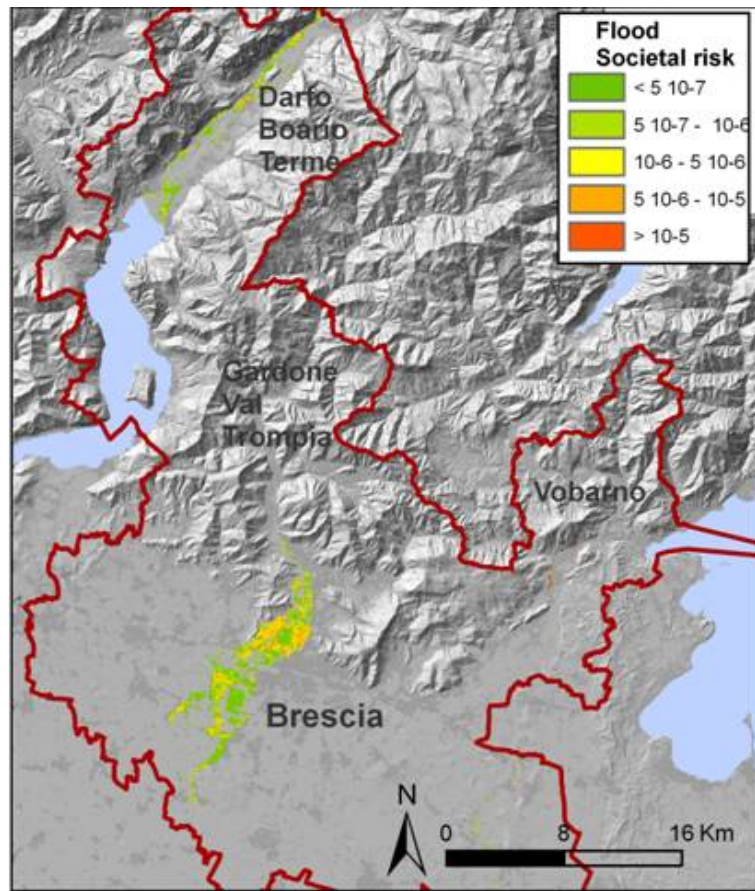 Flood
Societal risk
< 5 10-7
5 10-7 - 10-6
10-6 - 5 10-6
5 10-6 - 10-5
> 10-5
Darfo
Boario
Terme
Gardone
Val
Trompia
Vobarno
Brescia
N
0 8 16 Km